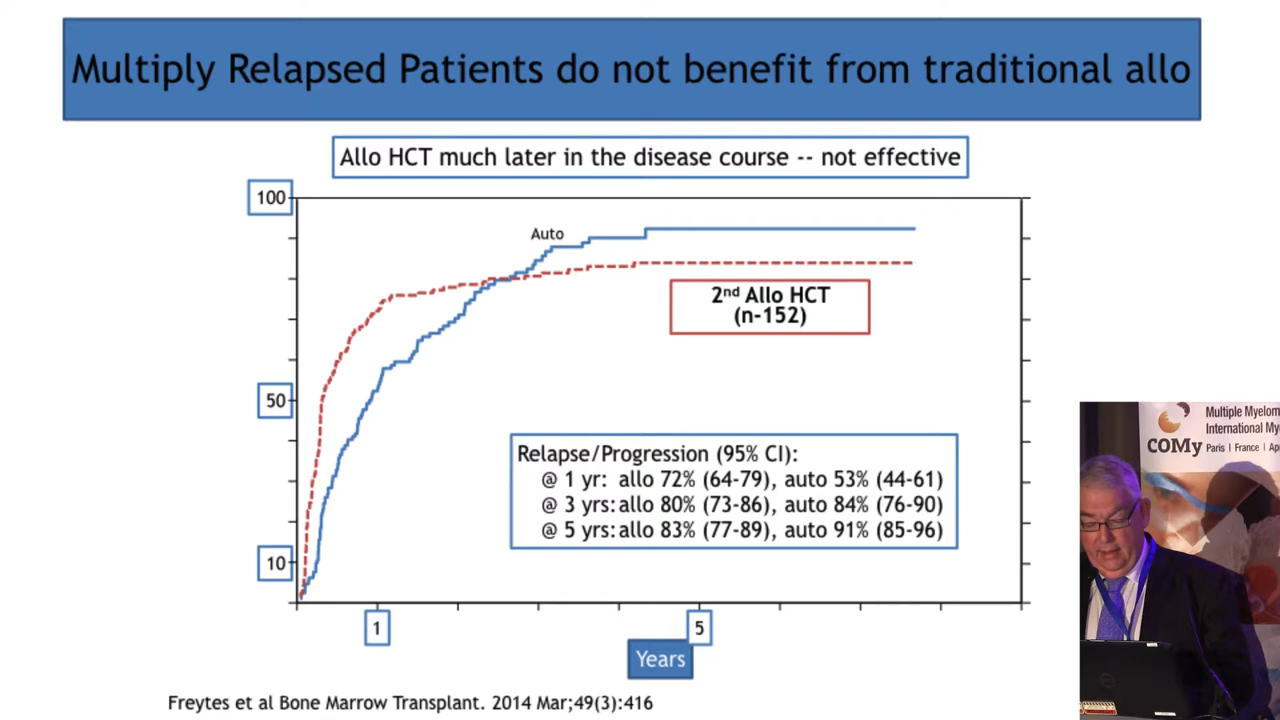 Multiply Relapsed Patients do not benefit from traditional allo
Allo HCT much later in the disease course -- not effective
100
Auto
2nd Allo HCT
(n-152)
50
Relapse/Progression (95% CI):
@ 1 yr: allo 72% (64-79), auto 53% (44-61)
@ 3 yrs: allo 80% (73-86), auto 84% (76-90)
@ 5 yrs: allo 83% (77-89), auto 91% (85-96)
10
1
5
Years
Freytes et al Bone Marrow Transplant. 2014 Mar;49(3):416
Multiple Myelom
International My
COMy
Paris | France | Ap